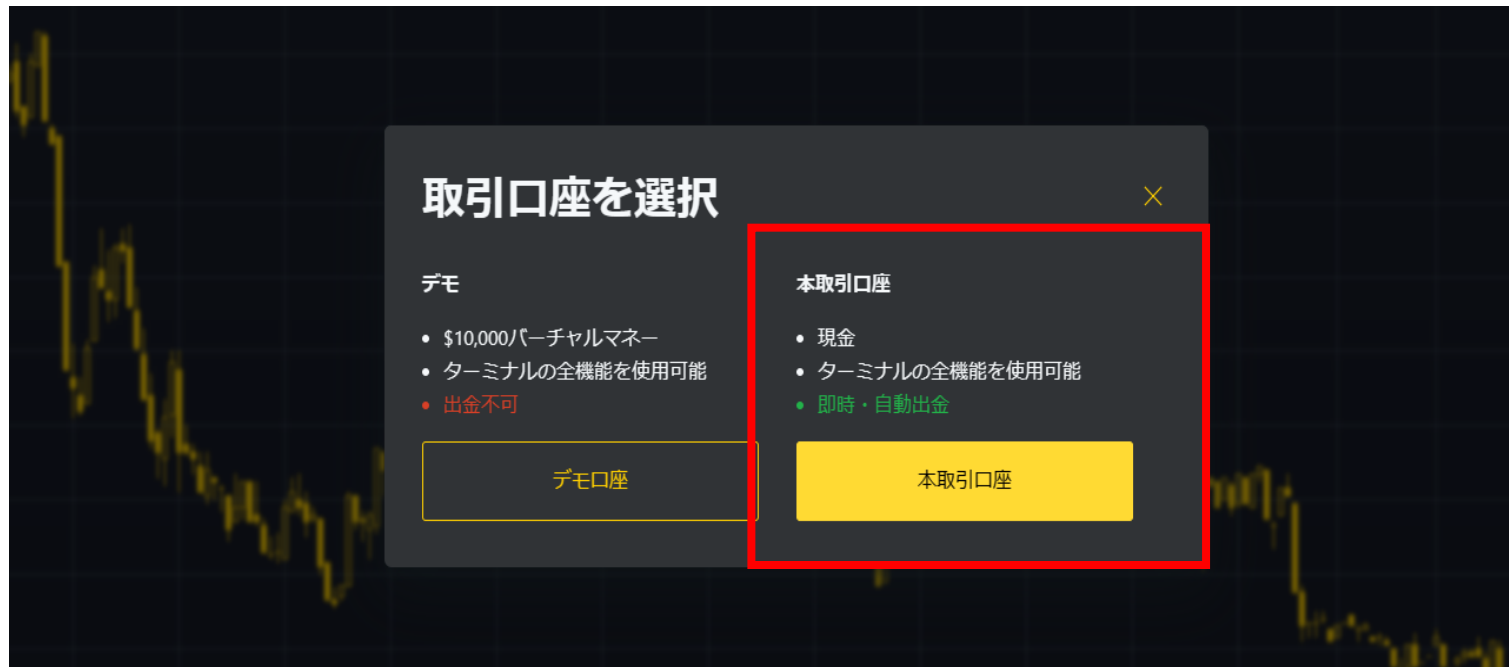 取引口座を選択
デモ
• $10,000バーチャルマネー
• ターミナルの全機能を使用可能
• 出金不可
デモ口座
本取引口座
• 現金
• ターミナルの全機能を使用可能
• 即時・自動出金
本取引口座